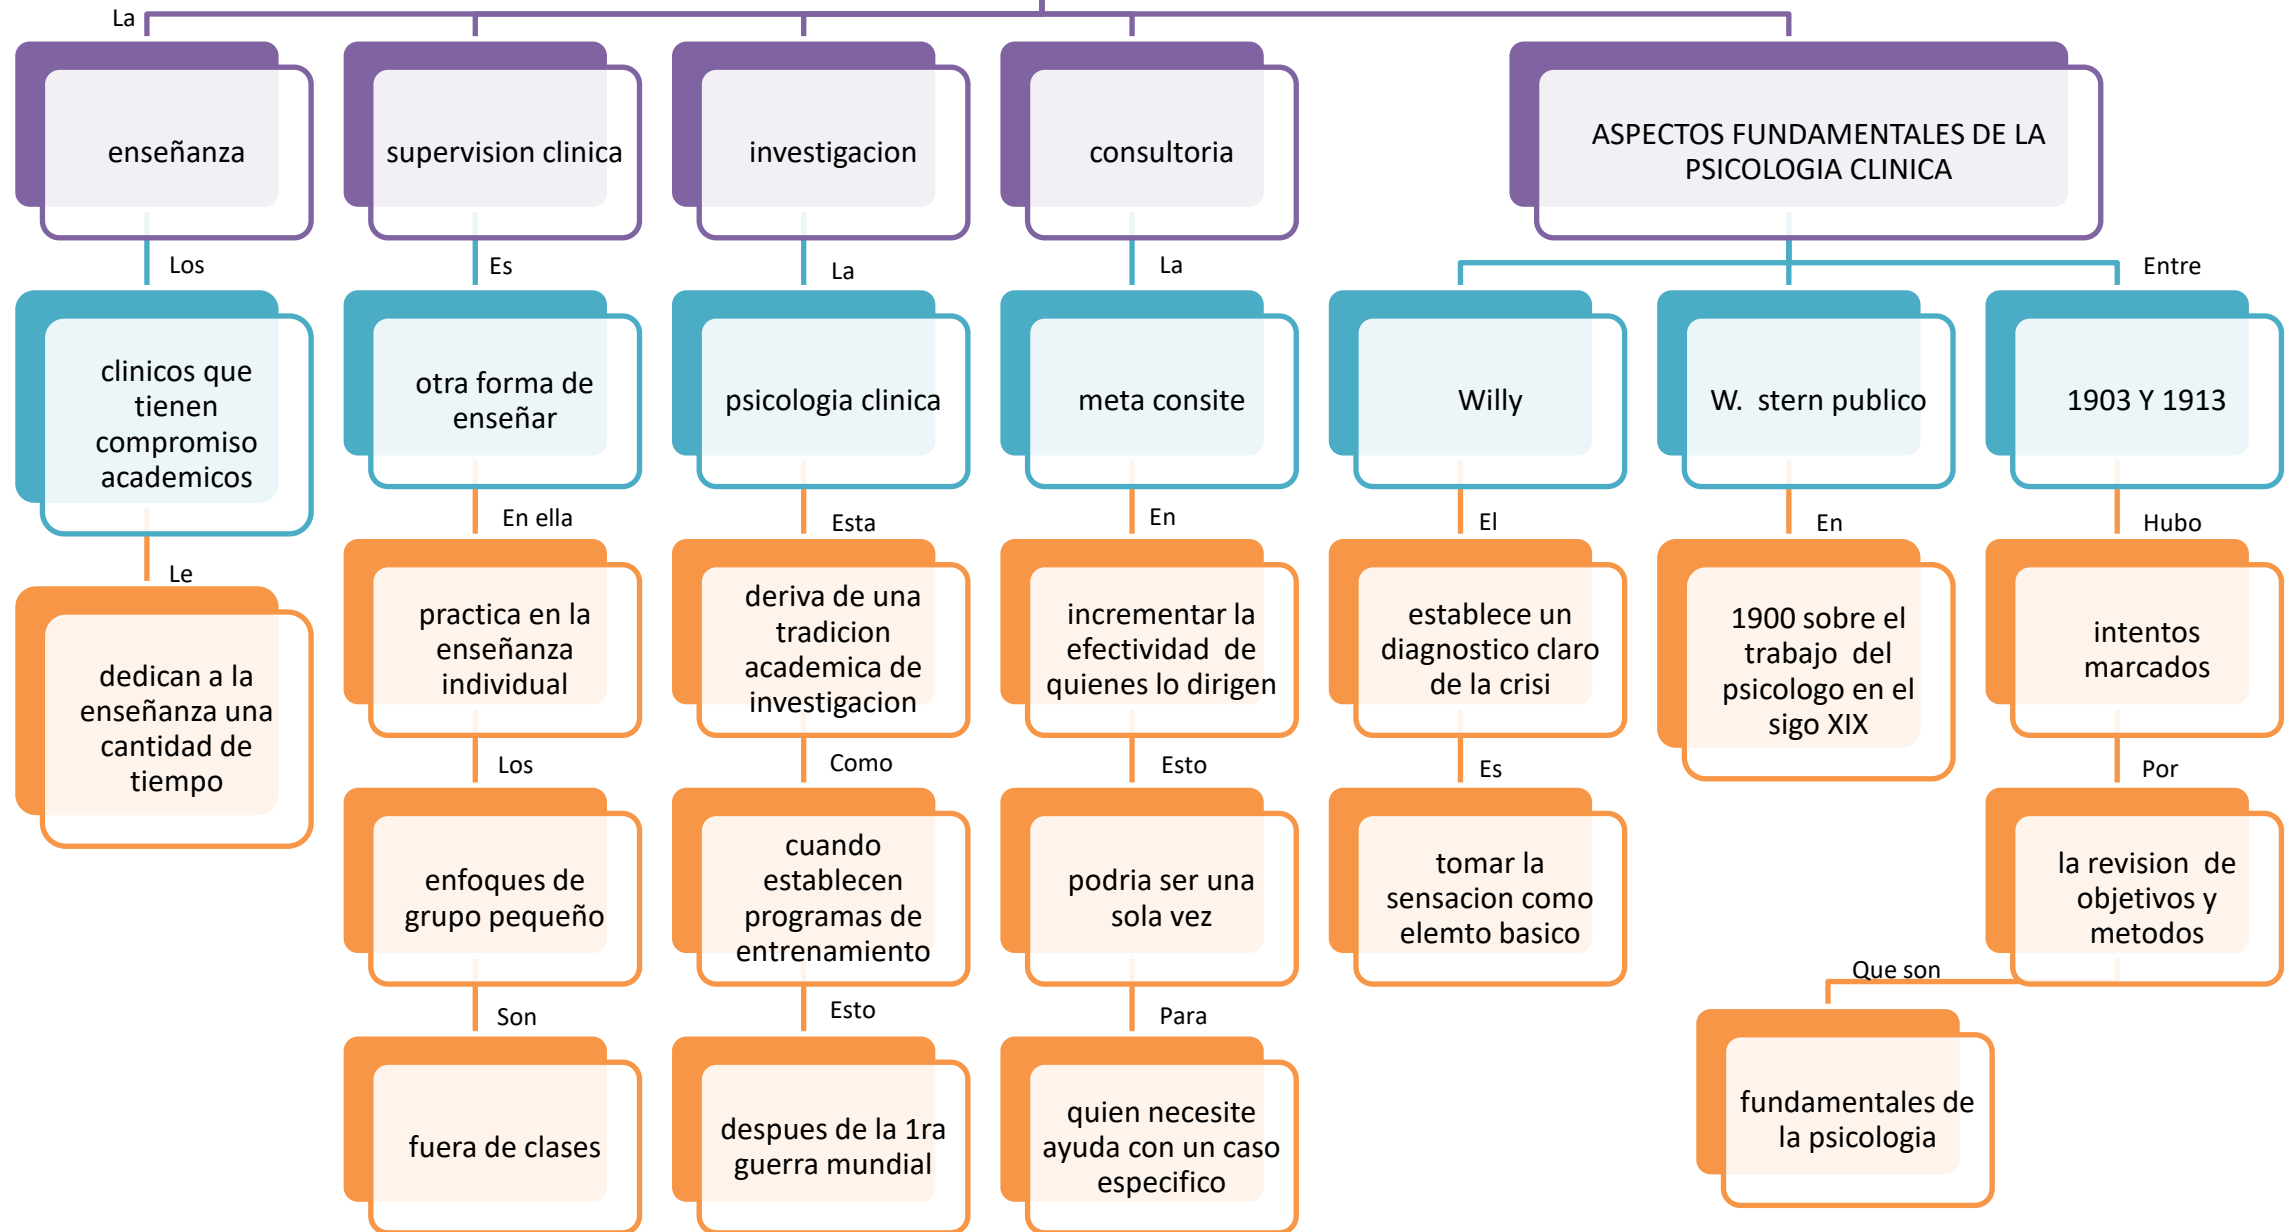 La
enseñanza
supervision clinica
investigacion
consultoria
ASPECTOS FUNDAMENTALES DE LA
PSICOLOGIA CLINICA
Los
Es
La
La
Entre
clinicos que
tienen
compromiso
academicos
otra forma de
enseñar
psicologia clinica
meta consite
Willy
W. stern publico
1903 Y 1913
Le
En ella
Esta
En
El
En
Hubo
dedican a la
enseñanza una
cantidad de
tiempo
practica en la
enseñanza
individual
deriva de una
tradicion
academica de
investigacion
incrementar la
efectividad de
quienes lo dirigen
establece un
diagnostico claro
de la crisi
1900 sobre el
trabajo del
psicologo en el
sigo XIX
intentos
marcados
Los
Como
Esto
Es
Por
enfoques de
grupo pequeño
cuando
establecen
programas de
entrenamiento
podria ser una
sola vez
tomar la
sensacion como
elemto basico
la revision de
objetivos y
metodos
Son
Esto
Para
Que son
fuera de clases
despues de la 1ra
guerra mundial
quien necesite
ayuda con un caso
especifico
fundamentales de
la psicologia